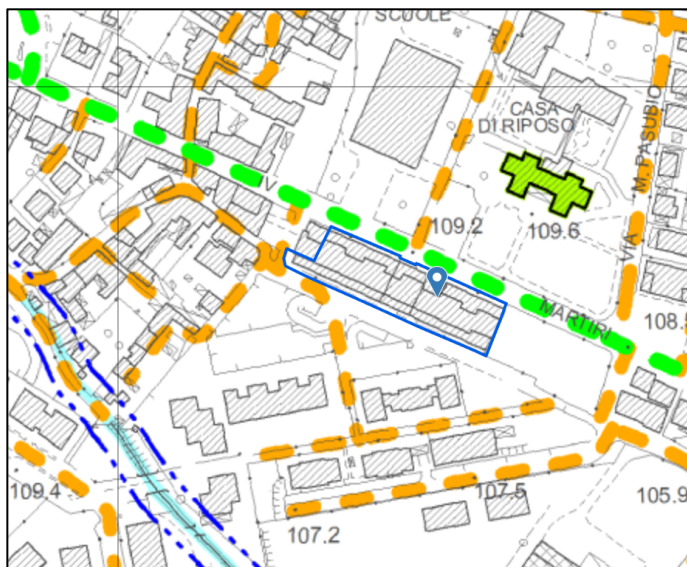 SCUOLE
CASA
DI RIPOSO
VIA M. PASUBIO
V.
109.2
109.6
MARTIRI
108.5
109.4
107.5
105.9
107.2